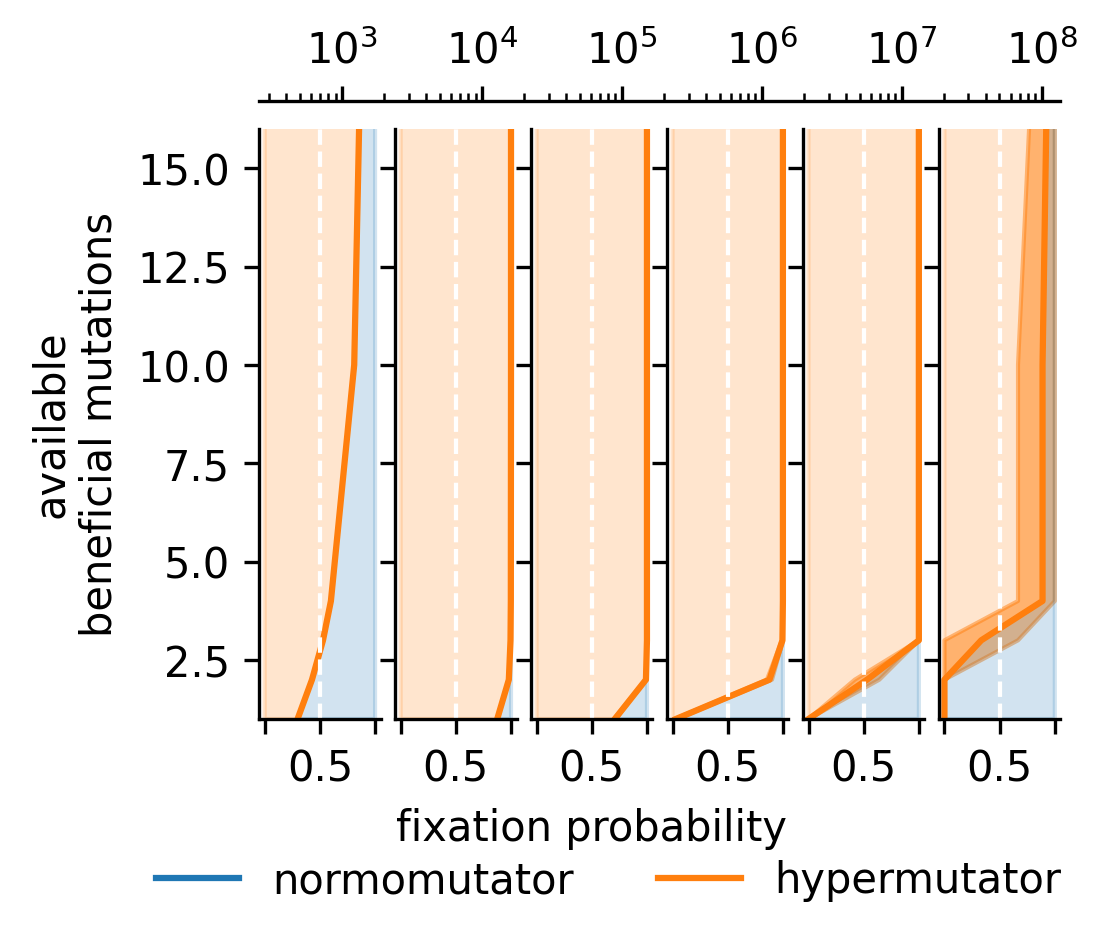 10³ 10⁴ 10⁵ 10⁶ 10⁷ 10⁸
15.0
12.5
10.0
7.5
5.0
2.5
available
beneficial mutations
0.5 0.5 0.5 0.5 0.5 0.5
fixation probability
normomutator hypermutator